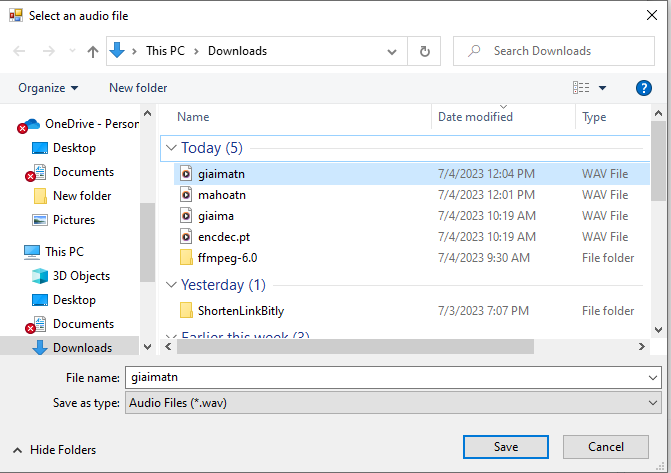 Select an audio file
This PC > Downloads
Search Downloads
Organize
New folder
OneDrive - Person
Desktop
Documents
New folder
Pictures
This PC
3D Objects
Desktop
Documents
Downloads
Name Date modified Type
Today (5)
giaimatn 7/4/2023 12:04 PM WAV File
mahoatn 7/4/2023 12:01 PM WAV File
giaima 7/4/2023 10:19 AM WAV File
encdec.pt 7/4/2023 10:19 AM WAV File
ffmpeg-6.0 7/4/2023 9:30 AM File folder
Yesterday (1)
ShortenLinkBitly 7/3/2023 7:07 PM File folder
Earlier this week (3)
File name: giaimatn
Save as type: Audio Files (*.wav)
Hide Folders
Save
Cancel